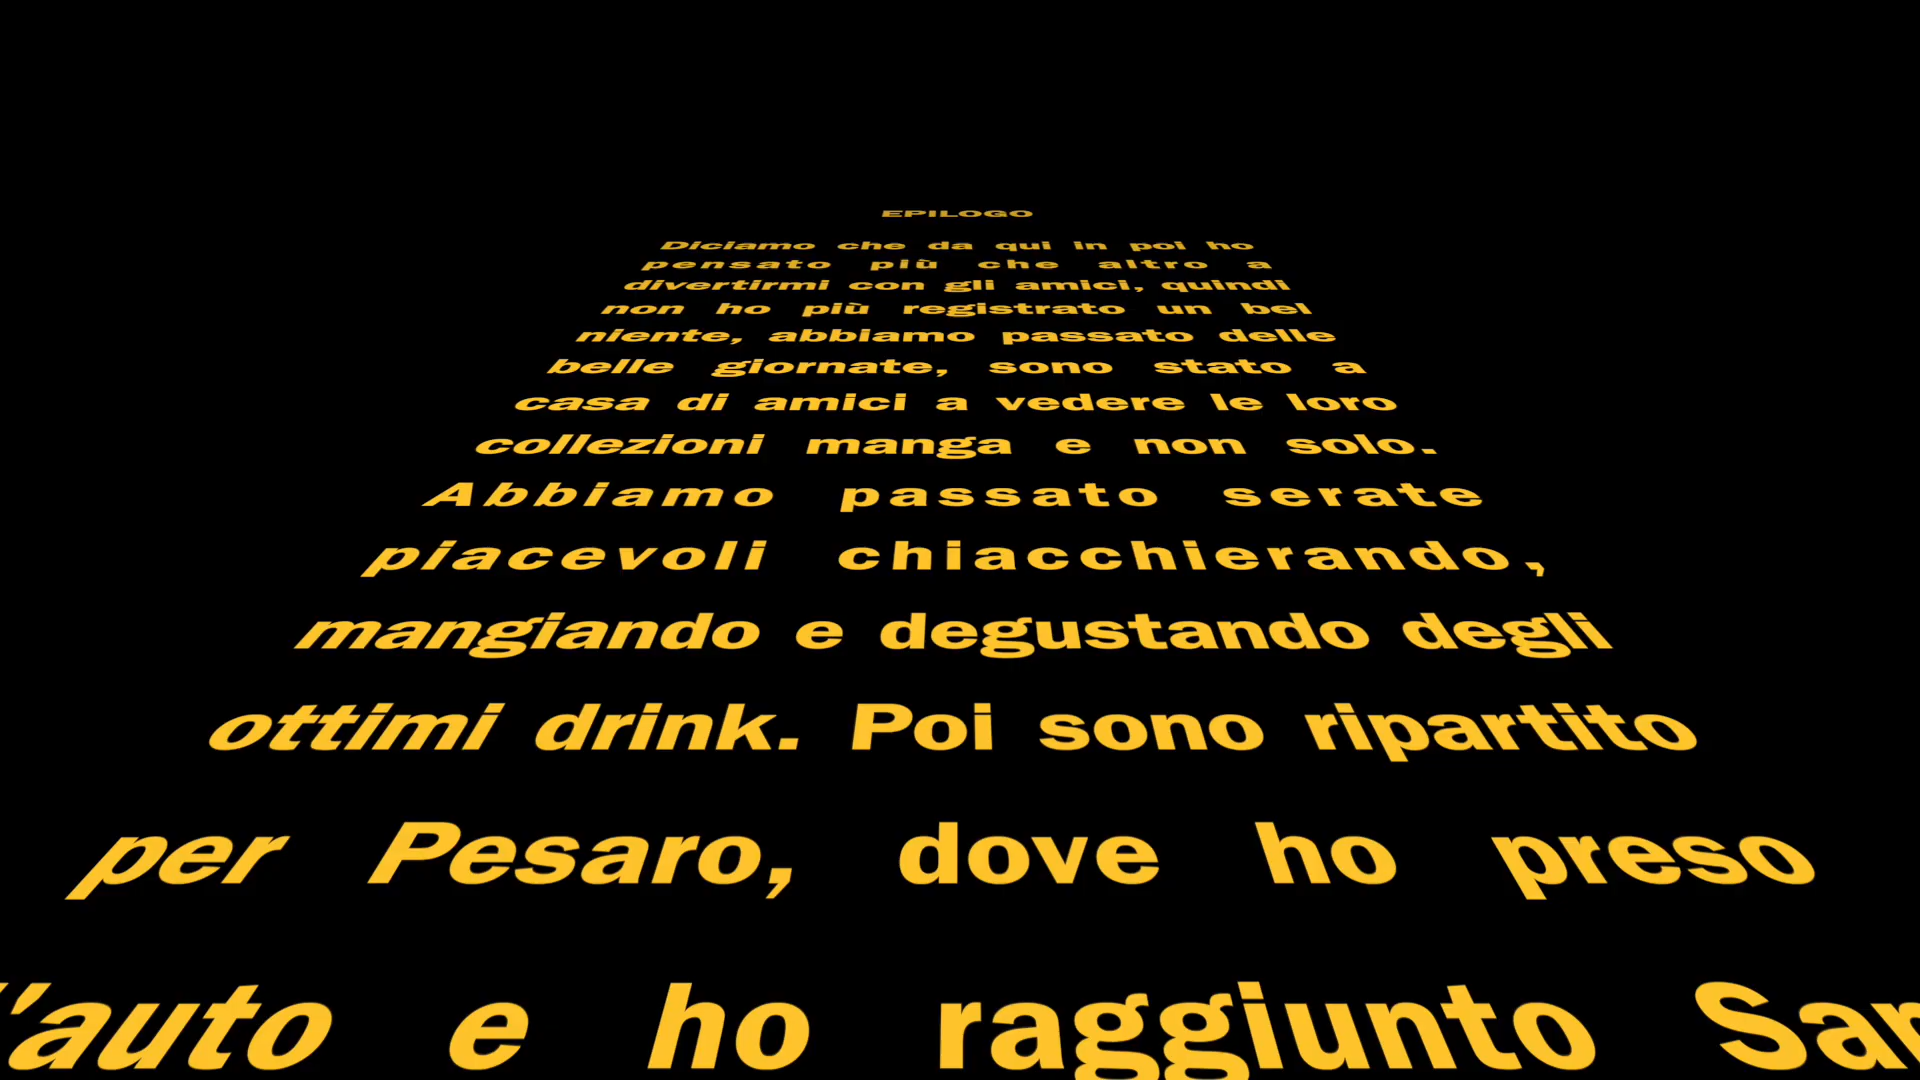 EPILOGO
Diciamo che da qui in poi ho
pensato più che altro a
divertirmi con gli amici, quindi
non ho più registrato un bel
niente, abbiamo passato delle
belle giornate, sono stato a
casa di amici a vedere le loro
collezioni manga e non solo.
Abbiamo passato serate
piacevoli chiacchierando,
mangiando e degustando degli
ottimi drink. Poi sono ripartito
per Pesaro, dove ho preso
l'auto e ho raggiunto